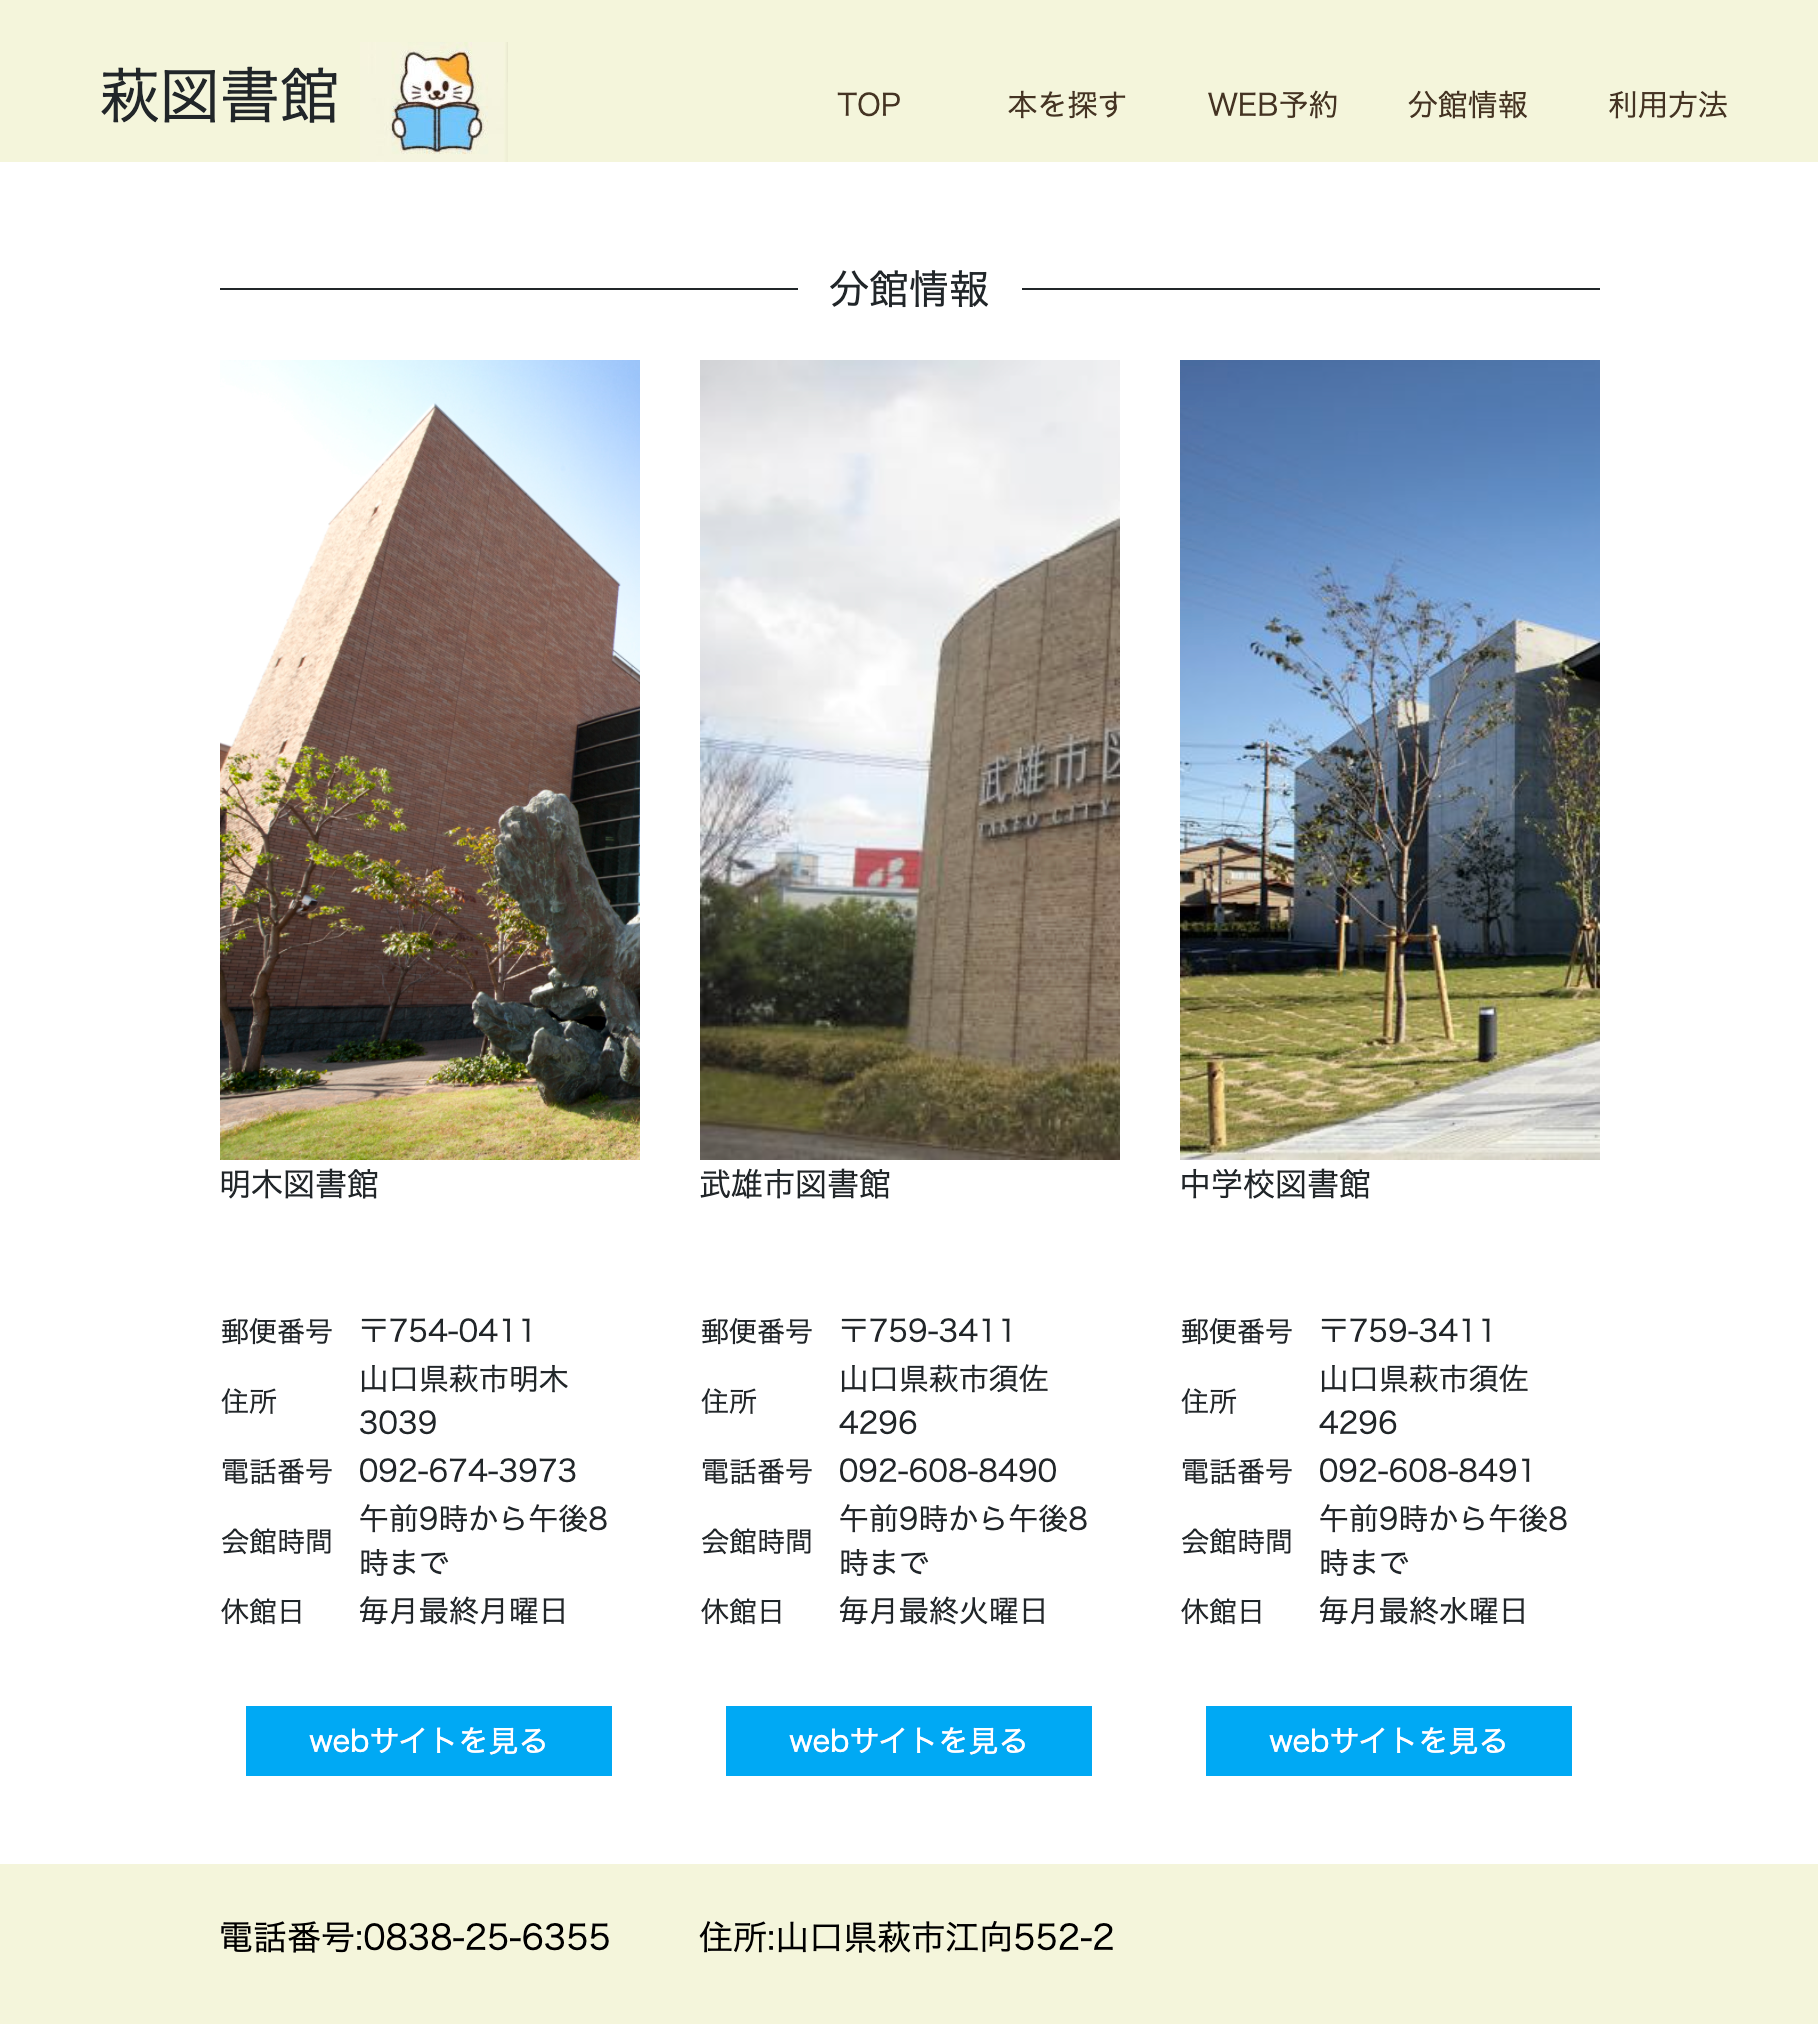 萩図書館
TOP 本を探す WEB予約 分館情報 利用方法
分館情報
武雄市図
TAKEO CITY
明木図書館
武雄市図書館
中学校図書館
郵便番号 〒754-0411
住所 山口県萩市明木
3039
電話番号 092-674-3973
会館時間 午前9時から午後8
時まで
休館日 毎月最終月曜日
webサイトを見る
郵便番号 〒759-3411
住所 山口県萩市須佐
4296
電話番号 092-608-8490
会館時間 午前9時から午後8
時まで
休館日 毎月最終火曜日
webサイトを見る
郵便番号 〒759-3411
住所 山口県萩市須佐
4296
電話番号 092-608-8491
会館時間 午前9時から午後8
時まで
休館日 毎月最終水曜日
webサイトを見る
電話番号:0838-25-6355 住所:山口県萩市江向552-2